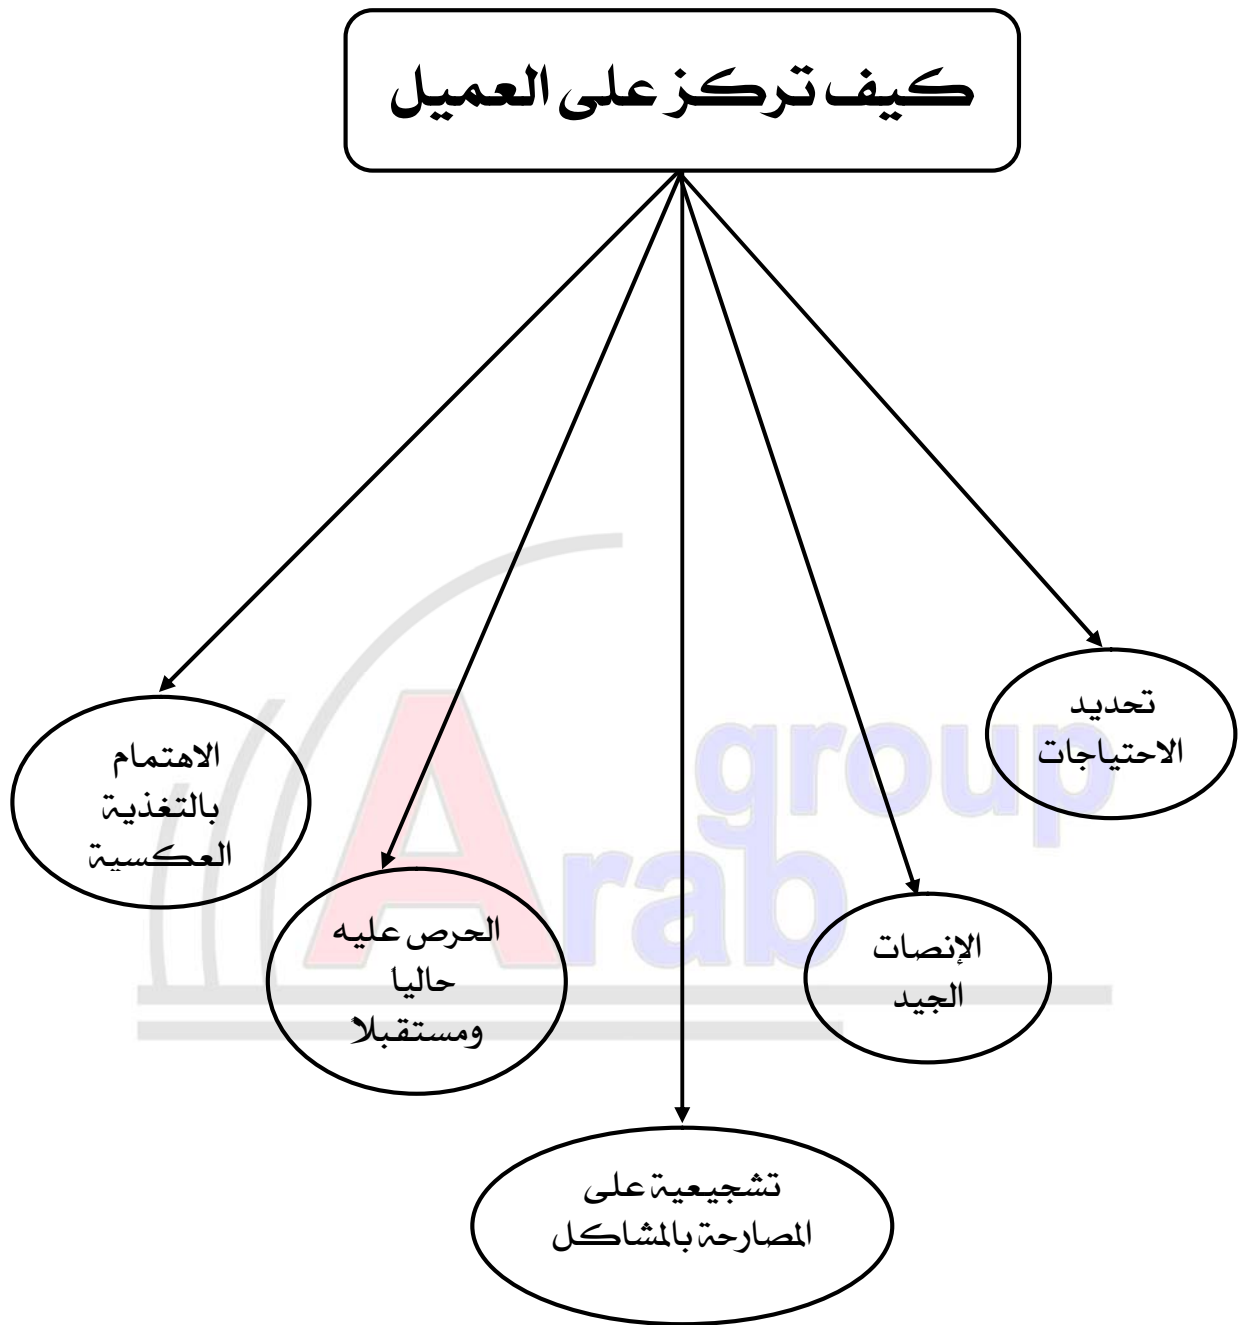 كيف تركز على العميل
تحديد
الاحتياجات
الإنصات
الجيد
تشجيعية على
المصارحة بالمشاكل
الحرص عليه
حاليا
ومستقبلا
الاهتمام
بالتغذية
العكسية
Arab
group